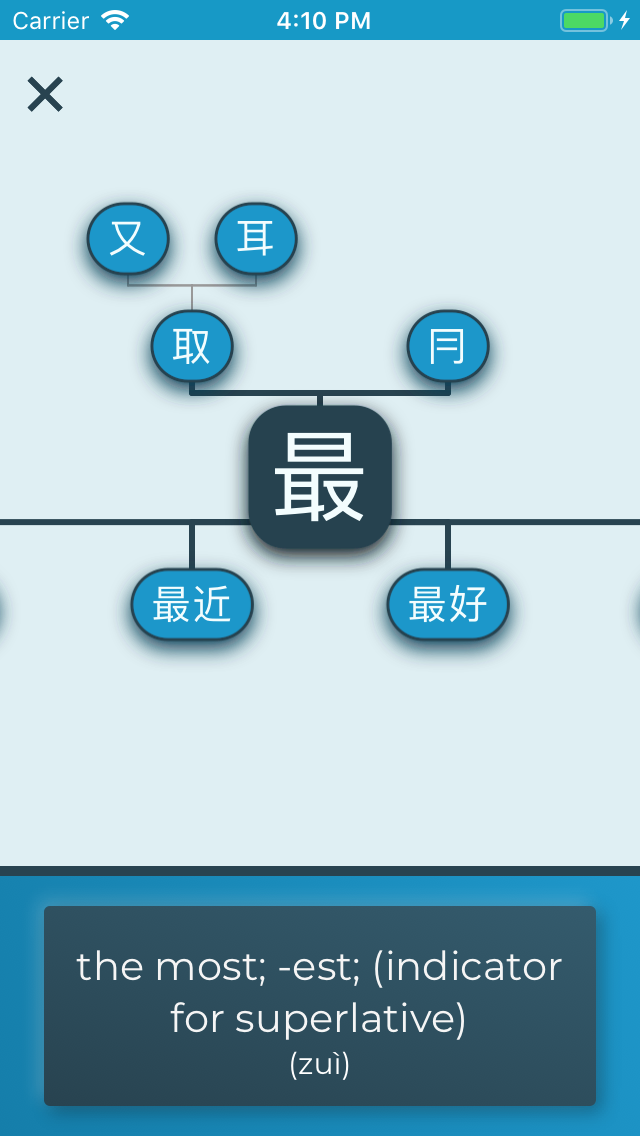 Carrier 4:10 PM
又 耳
取 冃
最
最近 最好
the most; -est; (indicator
for superlative)
(zuì)